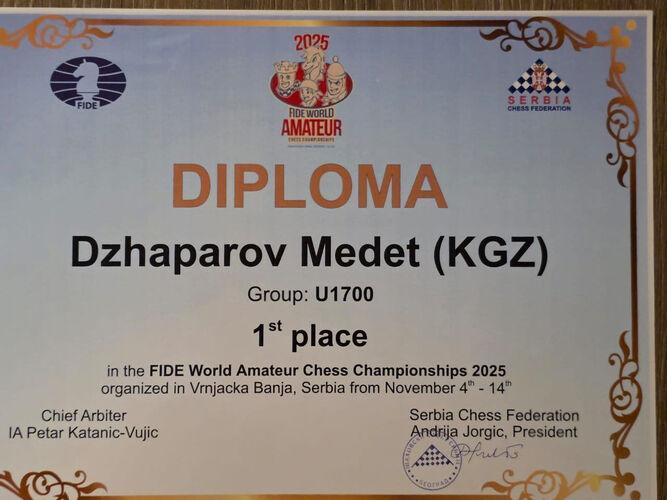 2025
FIDE WORLD
AMATEUR
CHESS CHAMPIONSHIPS
FIDE
SERBIA
CHESS FEDERATION
DIPLOMA
Dzhaparov Medet (KGZ)
Group: U1700
1st place
in the FIDE World Amateur Chess Championships 2025
organized in Vrnjacka Banja, Serbia from November 4th - 14th
Chief Arbiter
IA Petar Katanic-Vujic
Serbia Chess Federation
Andrija Jorgic, President
БЕОГРАД